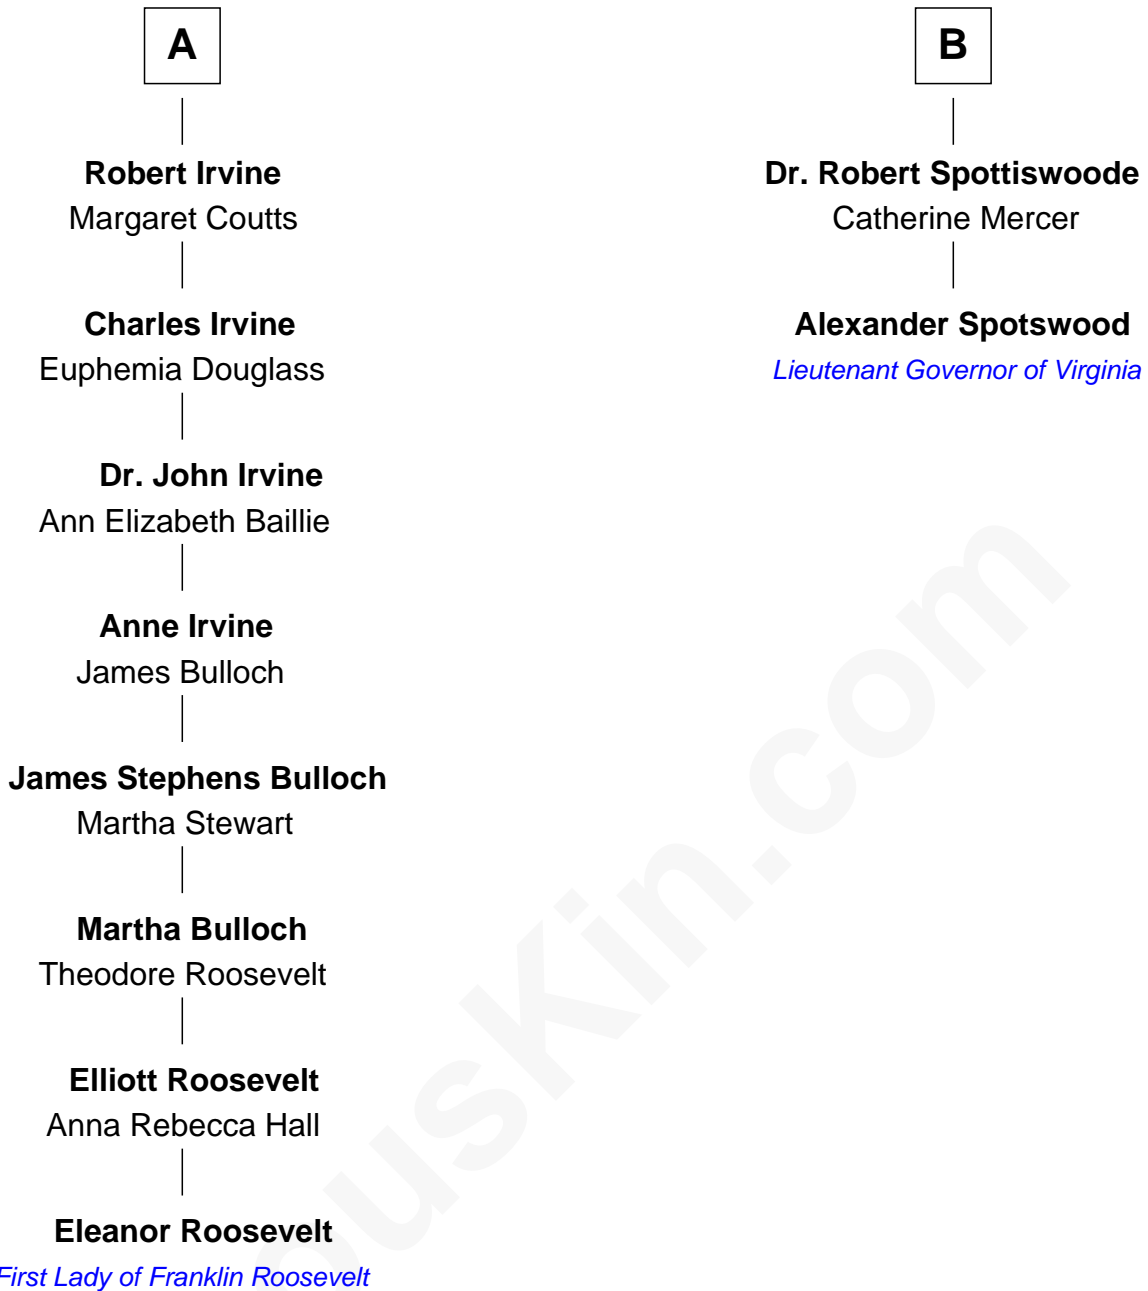 A
Robert Irvine
Margaret Coutts
Charles Irvine
Euphemia Douglass
Dr. John Irvine
Ann Elizabeth Baillie
Anne Irvine
James Bulloch
James Stephens Bulloch
Martha Stewart
Martha Bulloch
Theodore Roosevelt
Elliott Roosevelt
Anna Rebecca Hall
Eleanor Roosevelt
First Lady of Franklin Roosevelt
B
Dr. Robert Spottiswoode
Catherine Mercer
Alexander Spotswood
Lieutenant Governor of Virginia
ousKin.com